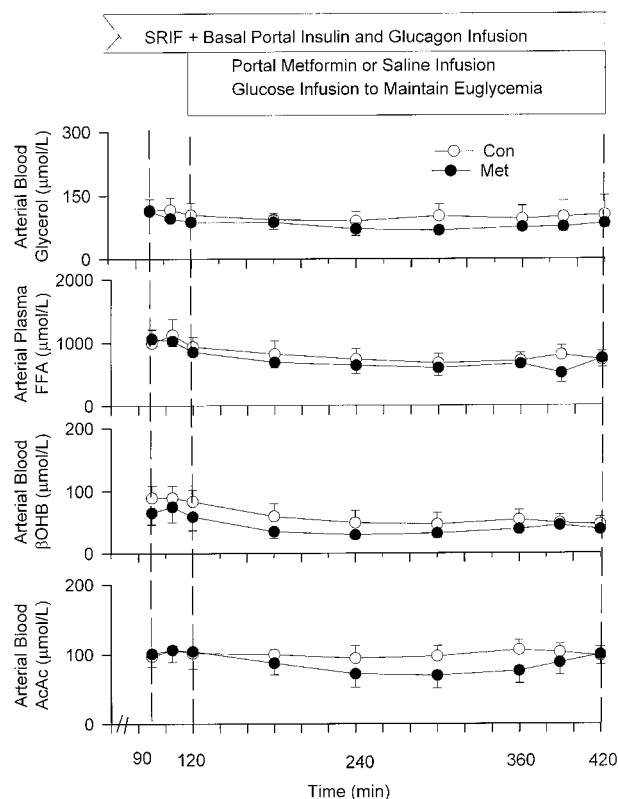 SRIF + Basal Portal Insulin and Glucagon Infusion
Portal Metformin or Saline Infusion
Glucose Infusion to Maintain Euglycemia
Arterial Blood
Glycerol (μmol/L)
300
150
0
Con
Met
Arterial Plasma
FFA (μmol/L)
2000
1000
0
Arterial Blood
βOHB (μmol/L)
200
100
0
Arterial Blood
AcAc (μmol/L)
200
100
0
90 120 240 360 420
Time (min)